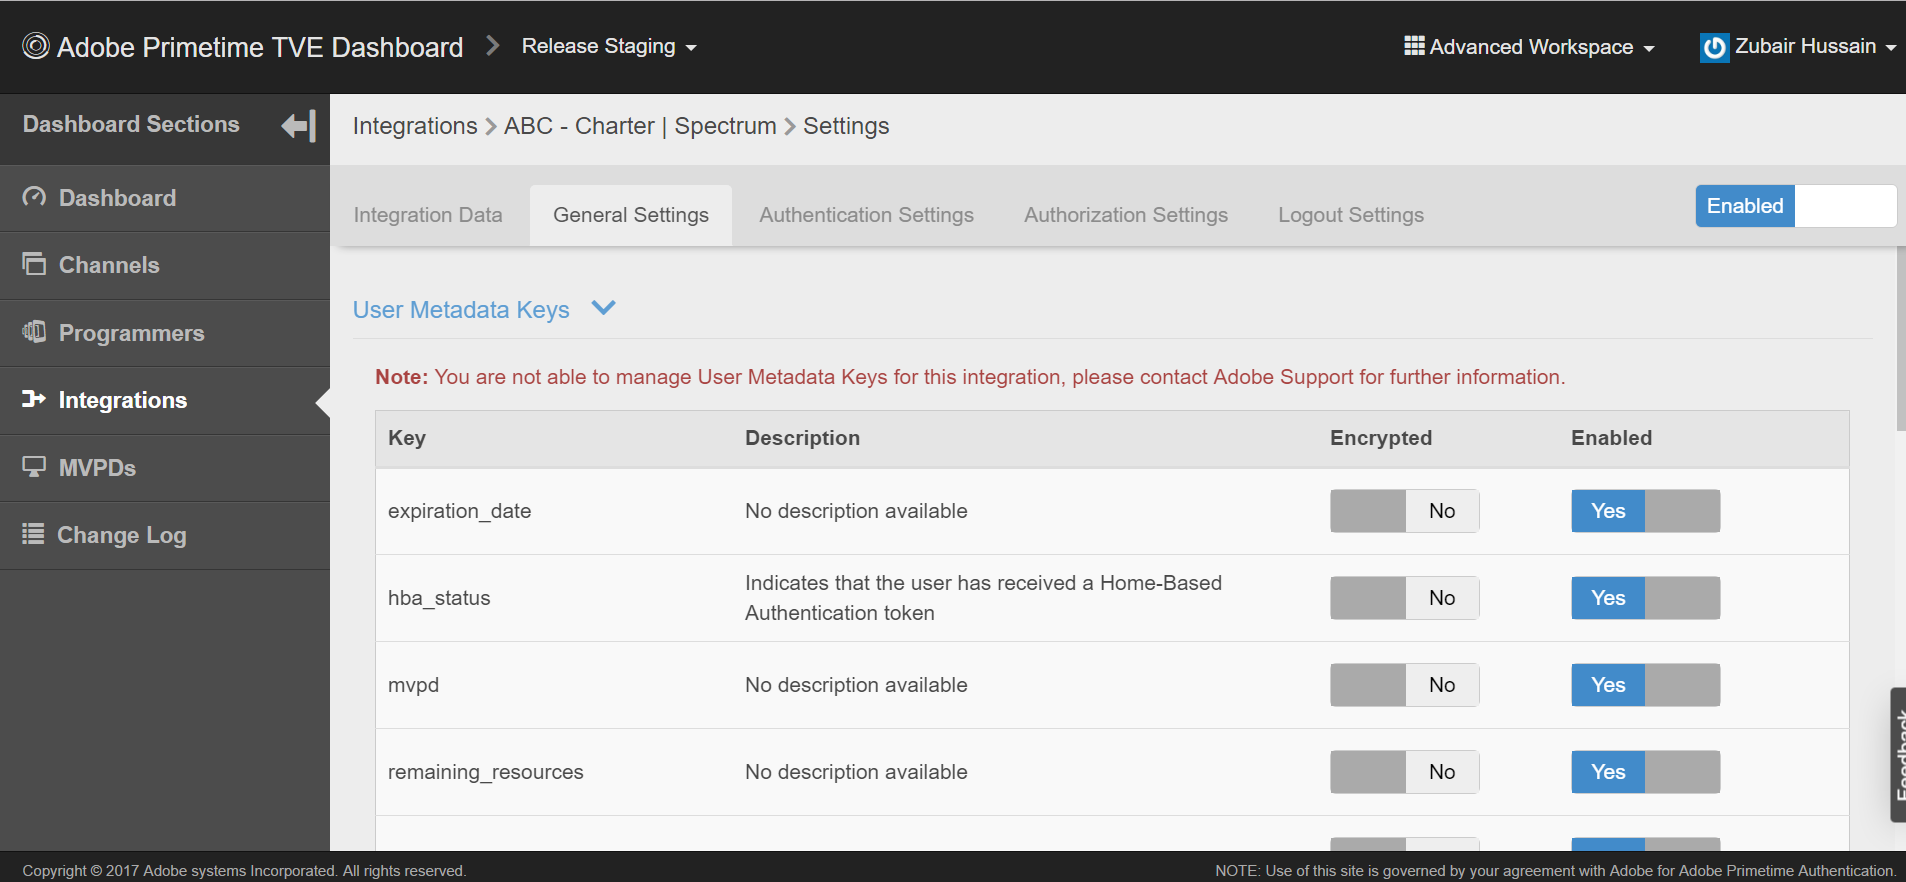 Adobe Primetime TVE Dashboard
Release Staging
Advanced Workspace
Zubair Hussain
Dashboard Sections
Dashboard
Channels
Programmers
Integrations
MVPDs
Change Log
Integrations
ABC - Charter | Spectrum
Settings
Integration Data
General Settings
Authentication Settings
Authorization Settings
Logout Settings
Enabled
User Metadata Keys
Note: You are not able to manage User Metadata Keys for this integration, please contact Adobe Support for further information.
Key Description Encrypted Enabled
expiration_date No description available No Yes
hba_status Indicates that the user has received a Home-Based
Authentication token No Yes
mvpd No description available No Yes
remaining_resources No description available No Yes
Feedback
Copyright © 2017 Adobe systems Incorporated. All rights reserved.
NOTE: Use of this site is governed by your agreement with Adobe for Adobe Primetime Authentication.